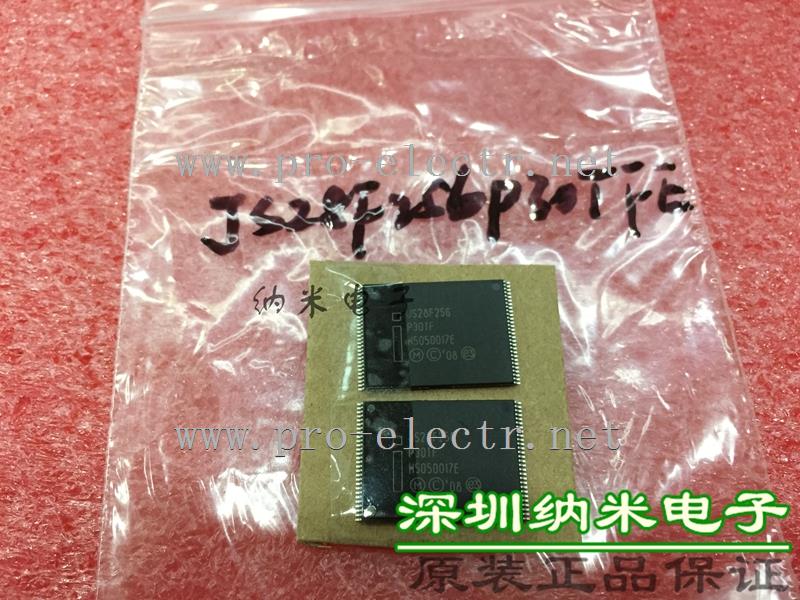 www.pro-electr.net
JS28F256P30TFE
纳米电子
JS28F256
P30TF
H5050017E
M C '08
www.pro-electr.net
P30TF
H5050017E
M C '08
深圳纳米电子
原装正品保证